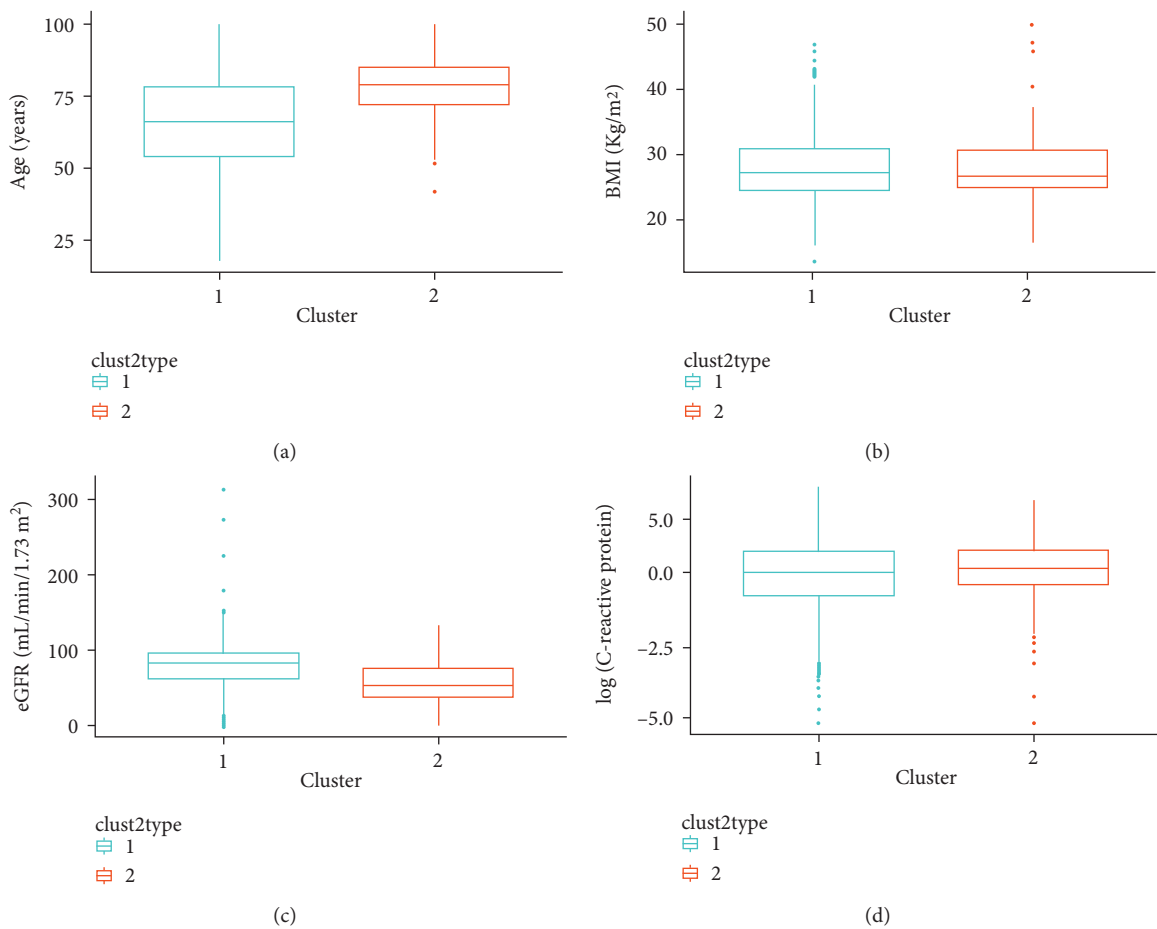 100
75
50
25
Age (years)
1
2
Cluster
clust2type
1
2
(a)
50
40
30
20
BMI (Kg/m²)
1
2
Cluster
clust2type
1
2
(b)
300
200
100
0
eGFR (mL/min/1.73 m²)
1
2
Cluster
clust2type
1
2
(c)
5.0
0.0
−2.5
−5.0
log (C-reactive protein)
1
2
Cluster
clust2type
1
2
(d)